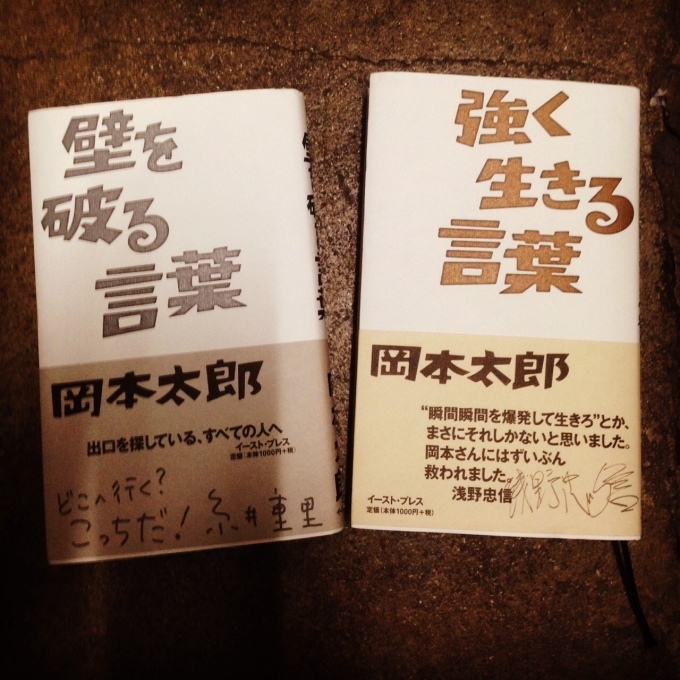 壁を
破る
言葉
岡本太郎
出口を探している、すべての人へ
イースト・プレス
定価(本体1000円+税)
どこへ行く?
こっちだ! 糸井重里
強く
生きる
言葉
岡本太郎
“瞬間瞬間を爆発して生きろ”とか、
まさにそれしかないと思いました。
岡本さんにはずいぶん
救われました。
浅野忠信
イースト・プレス
定価(本体1000円+税)